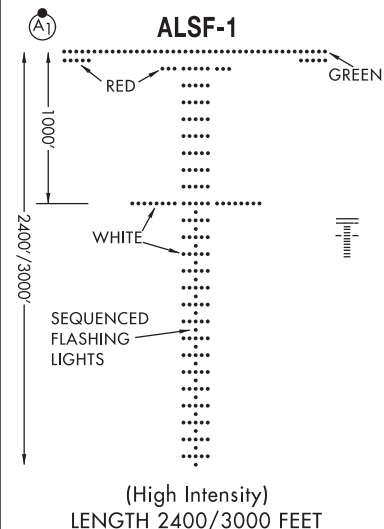 A1
ALSF-1
GREEN
RED
1000'
WHITE
2400'/3000'
SEQUENCED
FLASHING
LIGHTS
(High Intensity)
LENGTH 2400/3000 FEET